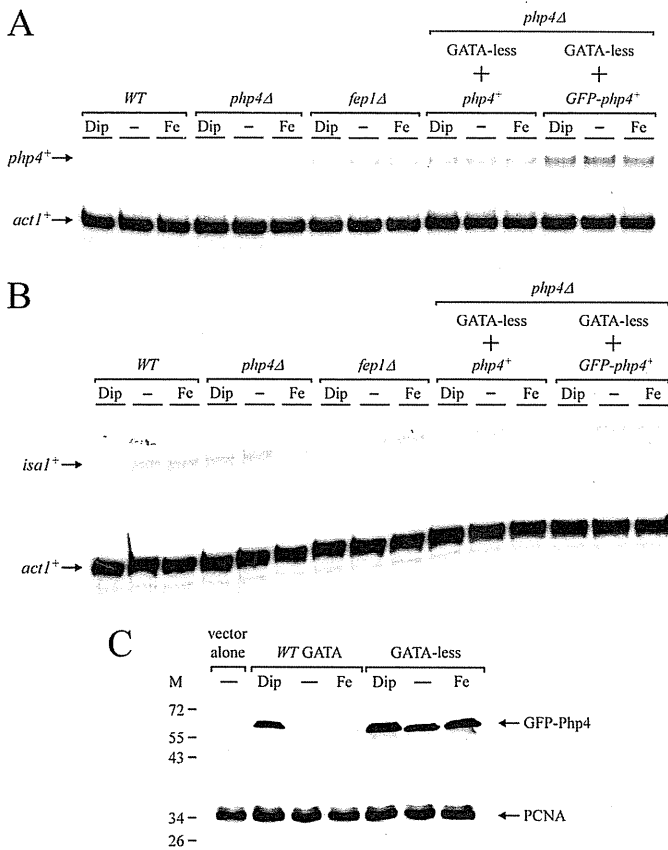 A
php4Δ
GATA-less GATA-less
+ +
WT php4Δ fep1Δ php4+ GFP-php4+
Dip – Fe Dip – Fe Dip – Fe Dip – Fe Dip – Fe
php4+→
act1+→
B
php4Δ
GATA-less GATA-less
+ +
WT php4Δ fep1Δ php4+ GFP-php4+
Dip – Fe Dip – Fe Dip – Fe Dip – Fe Dip – Fe
isa1+→
act1+→
C
vector
alone WT GATA GATA-less
M – Dip – Fe Dip – Fe
72 –
← GFP-Php4
55 –
43 –
34 – ← PCNA
26 –